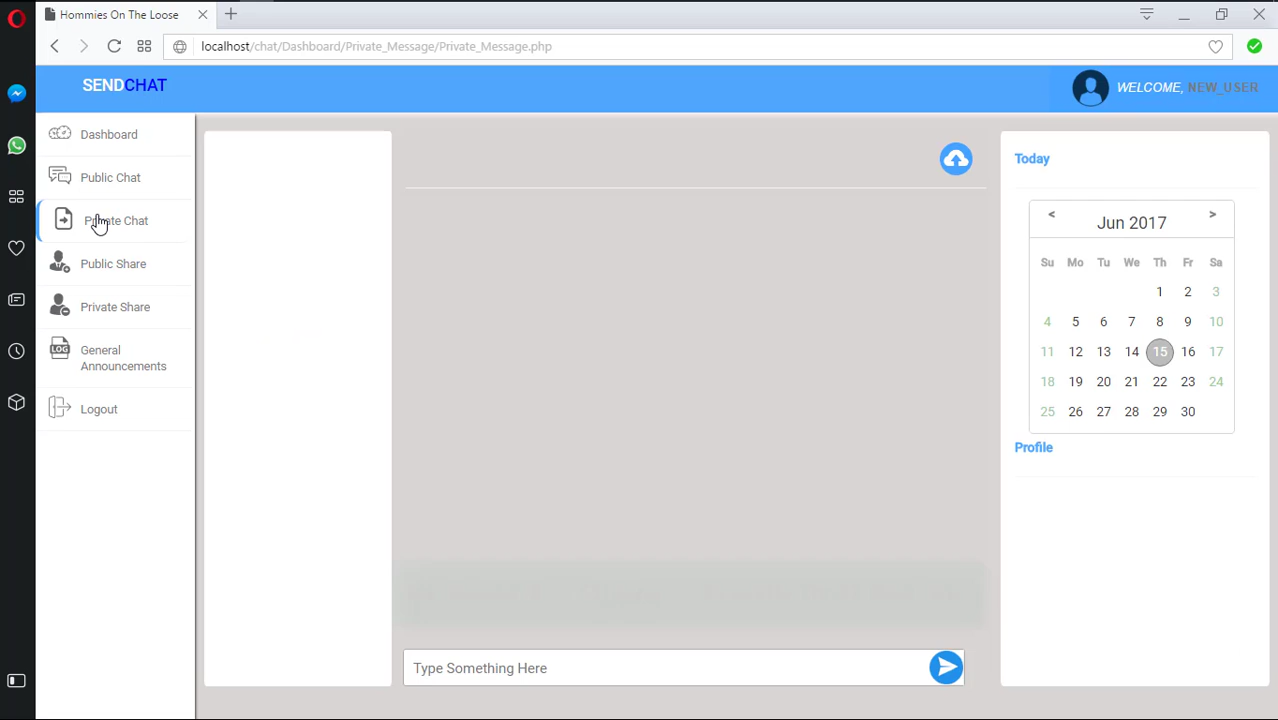 Hommies On The Loose
localhost/chat/Dashboard/Private_Message/Private_Message.php
SENDCHAT
WELCOME, NEW_USER
Dashboard
Public Chat
Private Chat
Public Share
Private Share
LOG
General
Announcements
Logout
Type Something Here
Today
< Jun 2017 >
Su Mo Tu We Th Fr Sa
1 2 3
4 5 6 7 8 9 10
11 12 13 14 15 16 17
18 19 20 21 22 23 24
25 26 27 28 29 30
Profile